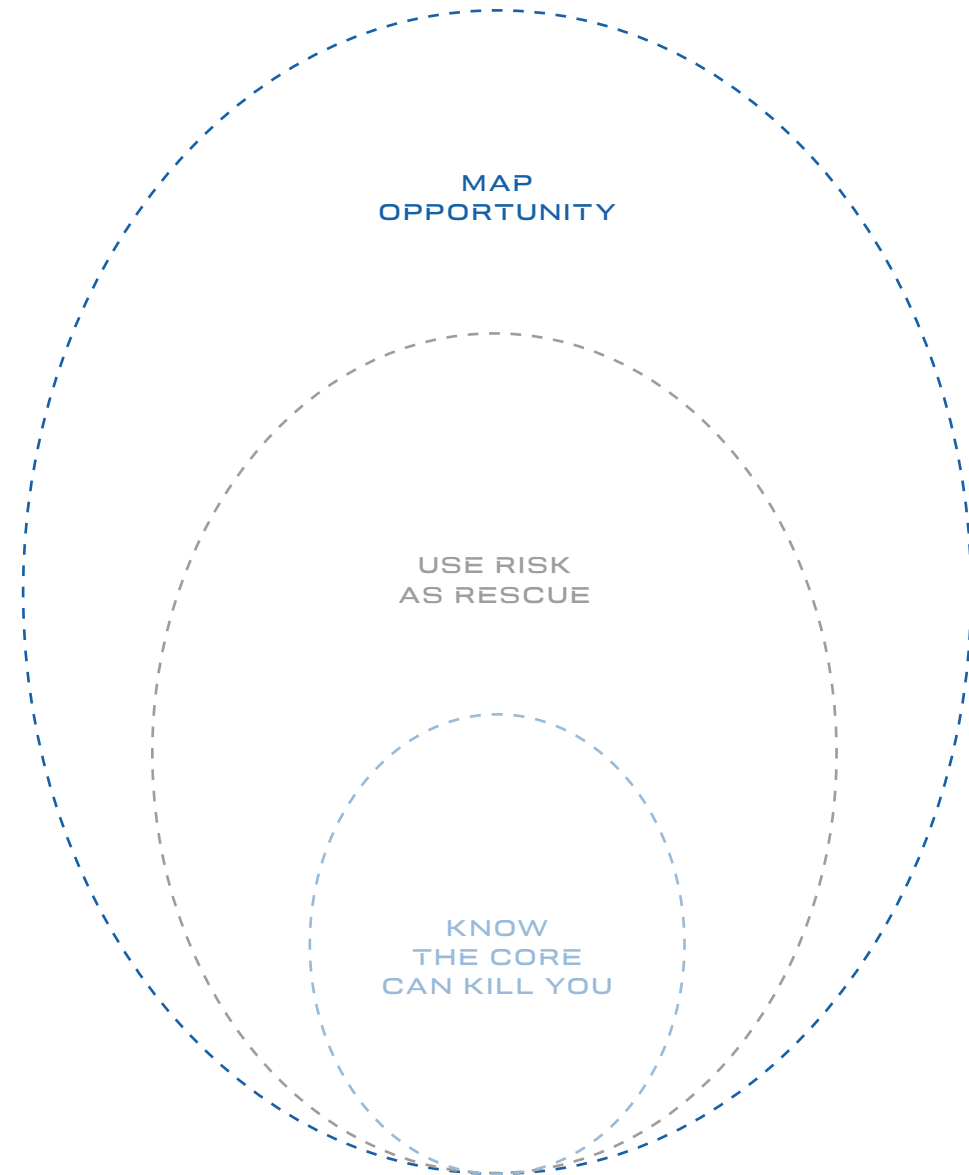 MAP
OPPORTUNITY
USE RISK
AS RESCUE
KNOW
THE CORE
CAN KILL YOU